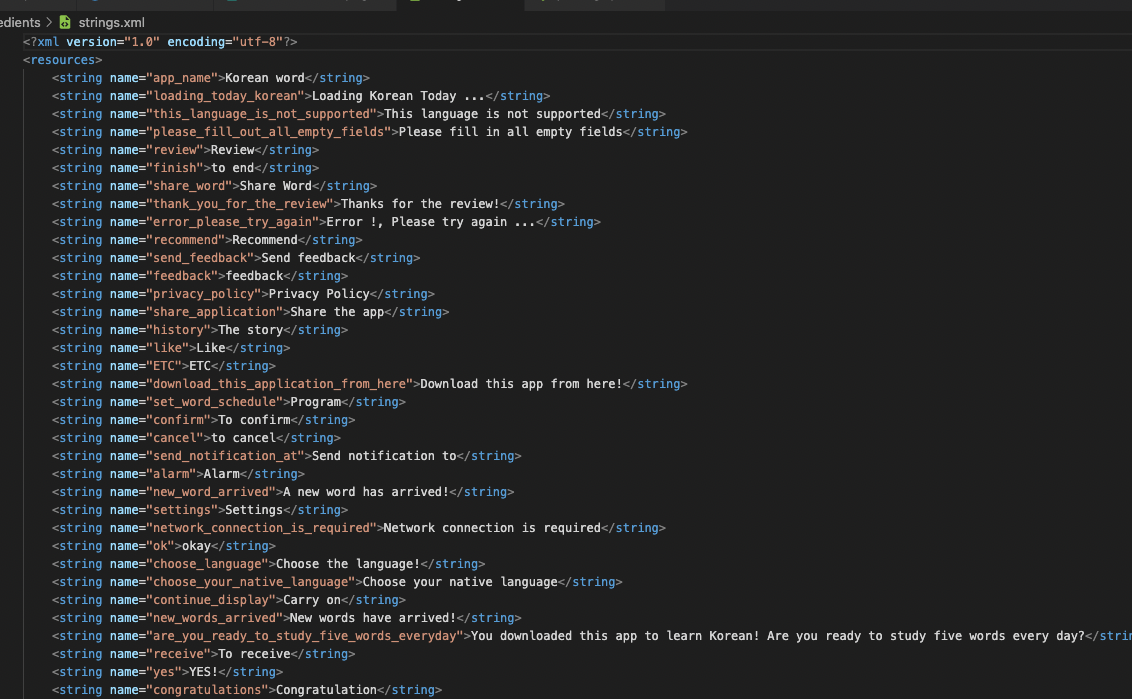 edients > strings.xml
<?xml version="1.0" encoding="utf-8"?>
<resources>
<string name="app_name">Korean word</string>
<string name="loading_today_korean">Loading Korean Today ...</string>
<string name="this_language_is_not_supported">This language is not supported</string>
<string name="please_fill_out_all_empty_fields">Please fill in all empty fields</string>
<string name="review">Review</string>
<string name="finish">to end</string>
<string name="share_word">Share Word</string>
<string name="thank_you_for_the_review">Thanks for the review!</string>
<string name="error_please_try_again">Error !, Please try again ...</string>
<string name="recommend">Recommend</string>
<string name="send_feedback">Send feedback</string>
<string name="feedback">feedback</string>
<string name="privacy_policy">Privacy Policy</string>
<string name="share_application">Share the app</string>
<string name="history">The story</string>
<string name="like">Like</string>
<string name="ETC">ETC</string>
<string name="download_this_application_from_here">Download this app from here!</string>
<string name="set_word_schedule">Program</string>
<string name="confirm">To confirm</string>
<string name="cancel">to cancel</string>
<string name="send_notification_at">Send notification to</string>
<string name="alarm">Alarm</string>
<string name="new_word_arrived">A new word has arrived!</string>
<string name="settings">Settings</string>
<string name="network_connection_is_required">Network connection is required</string>
<string name="ok">okay</string>
<string name="choose_language">Choose the language!</string>
<string name="choose_your_native_language">Choose your native language</string>
<string name="continue_display">Carry on</string>
<string name="new_words_arrived">New words have arrived!</string>
<string name="are_you_ready_to_study_five_words_everyday">You downloaded this app to learn Korean! Are you ready to study five words every day?</strin
<string name="receive">To receive</string>
<string name="yes">YES!</string>
<string name="congratulations">Congratulation</string>